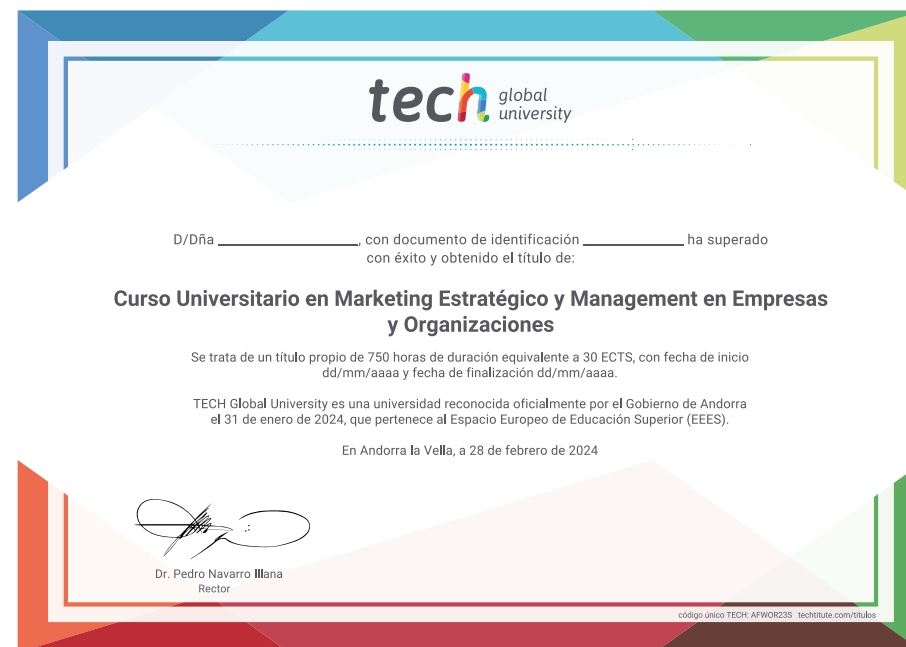 tech global university
D/Dña ____________________, con documento de identificación ______________ ha superado
con éxito y obtenido el título de:
Curso Universitario en Marketing Estratégico y Management en Empresas
y Organizaciones
Se trata de un título propio de 750 horas de duración equivalente a 30 ECTS, con fecha de inicio
dd/mm/aaaa y fecha de finalización dd/mm/aaaa.
TECH Global University es una universidad reconocida oficialmente por el Gobierno de Andorra
el 31 de enero de 2024, que pertenece al Espacio Europeo de Educación Superior (EEES).
En Andorra la Vella, a 28 de febrero de 2024
Dr. Pedro Navarro Illana
Rector
código único TECH: AFWOR23S techtitute.com/titulos